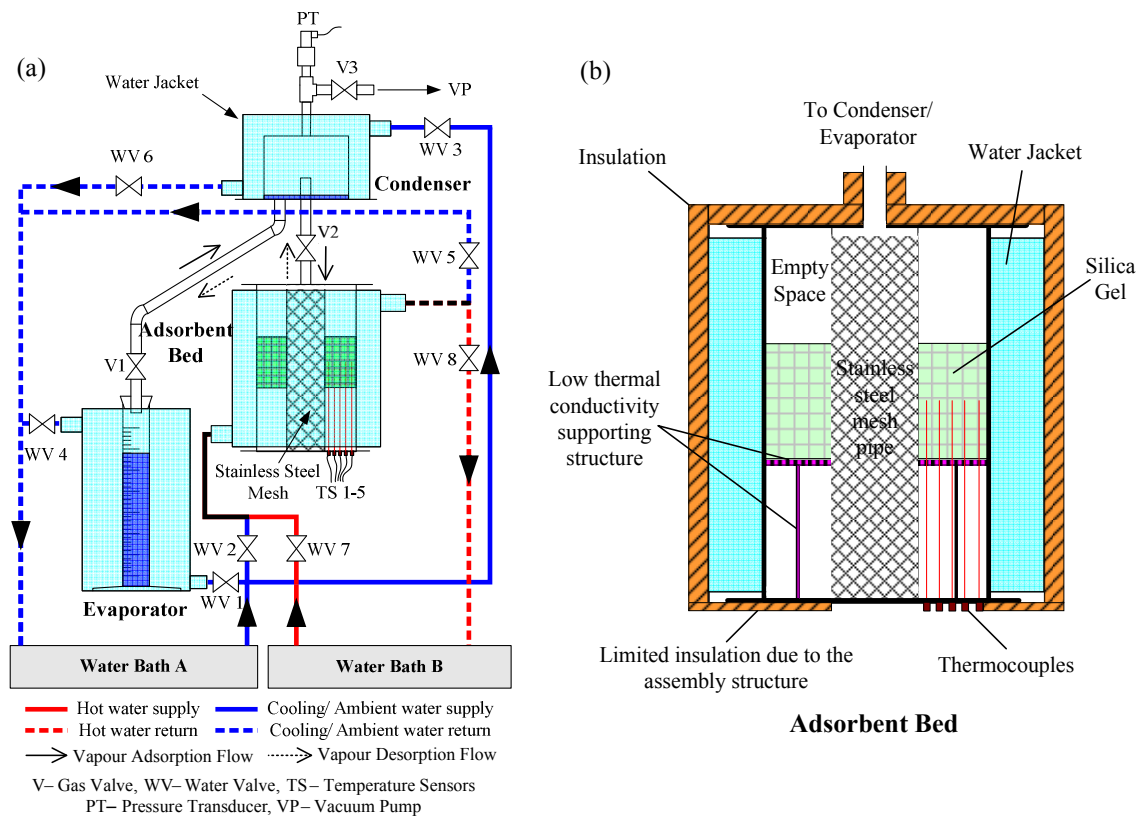 (a)
PT
V3
VP
Water Jacket
WV 6
WV 3
Condenser
V2
WV 5
Adsorbent
Bed
V1
WV 8
WV 4
Stainless Steel
Mesh
TS 1-5
WV 2
WV 7
WV 1
Evaporator
Water Bath A
Water Bath B
Hot water supply
Cooling/ Ambient water supply
Hot water return
Cooling/ Ambient water return
Vapour Adsorption Flow
Vapour Desorption Flow
V– Gas Valve, WV– Water Valve, TS – Temperature Sensors
PT– Pressure Transducer, VP – Vacuum Pump
(b)
To Condenser/
Evaporator
Insulation
Water Jacket
Empty
Space
Silica
Gel
Stainless
steel
mesh
pipe
Low thermal
conductivity
supporting
structure
Limited insulation due to the
assembly structure
Thermocouples
Adsorbent Bed